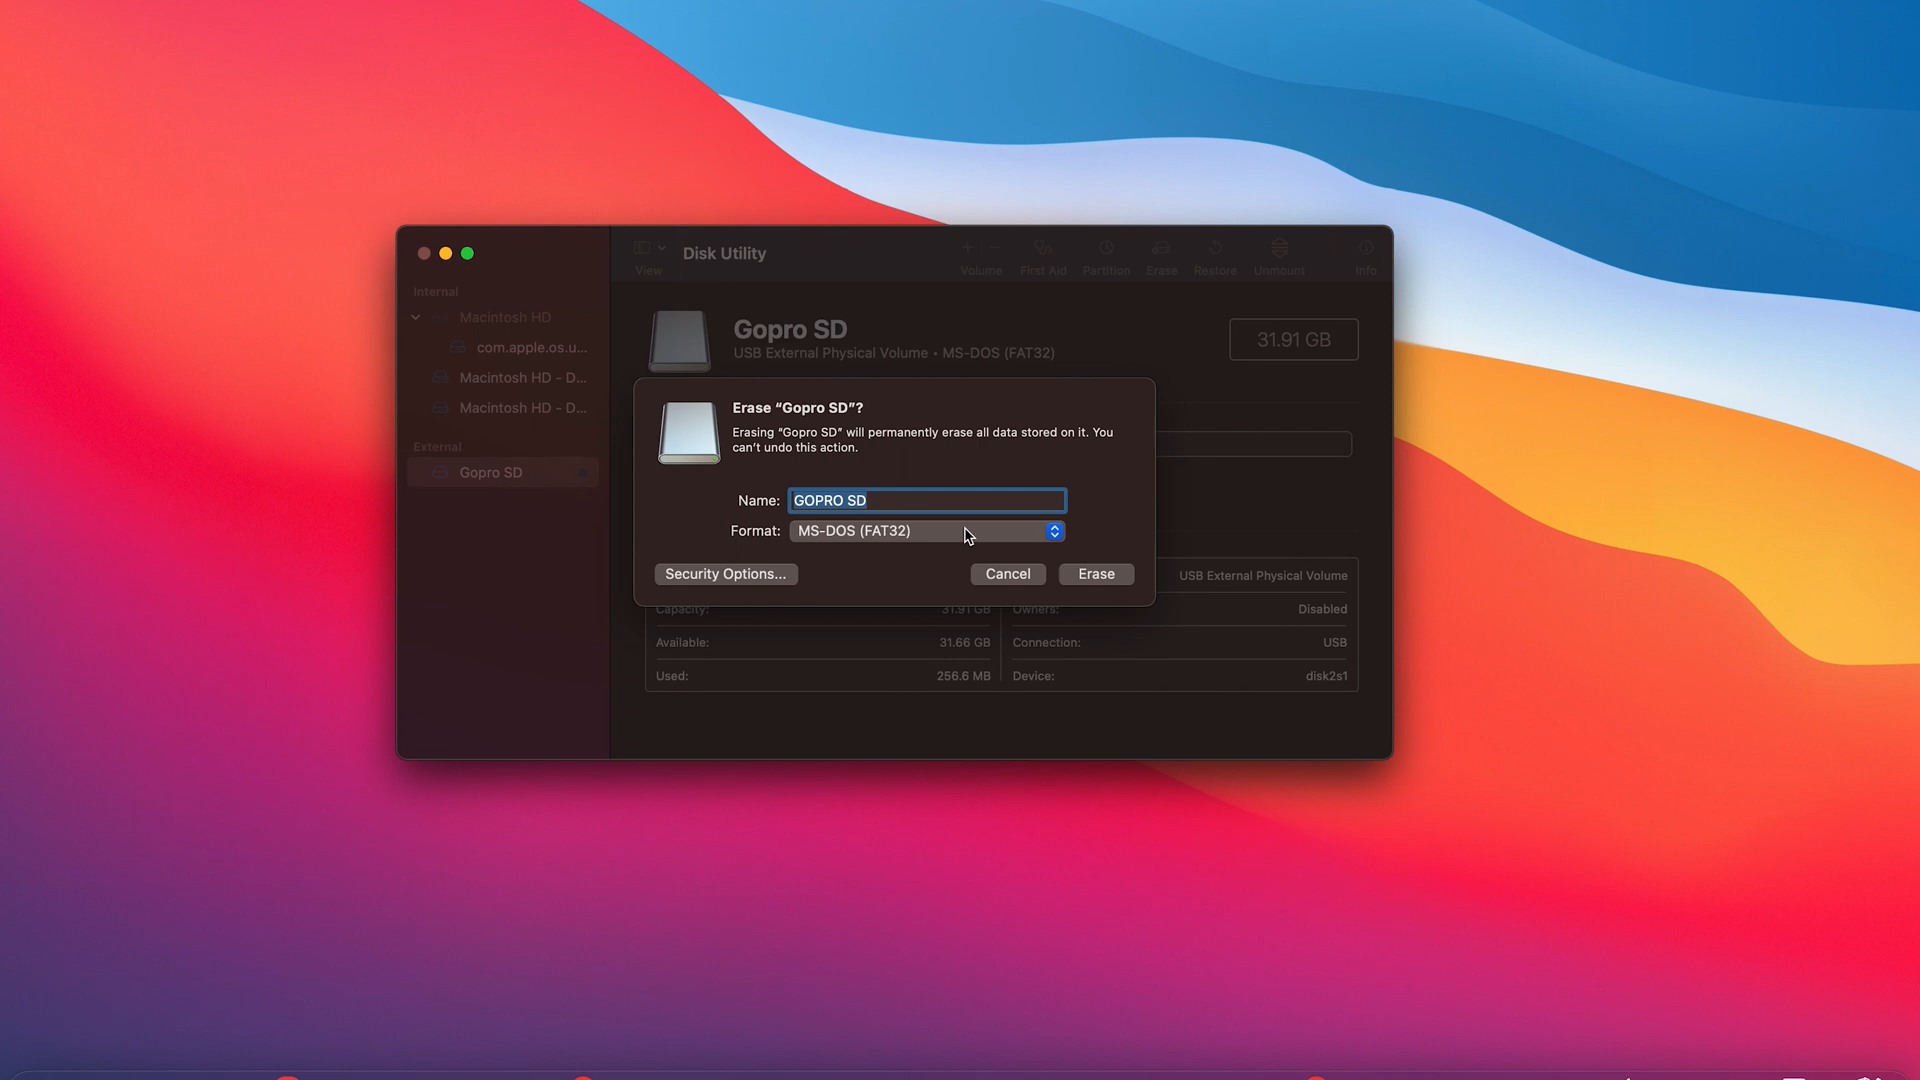 Disk Utility
View
Volume
First Aid
Partition
Erase
Restore
Unmount
Info
Internal
Macintosh HD
com.apple.os.u...
Macintosh HD - D...
Macintosh HD - D...
External
Gopro SD
Gopro SD
USB External Physical Volume • MS-DOS (FAT32)
31.91 GB
Erase “Gopro SD”?
Erasing “Gopro SD” will permanently erase all data stored on it. You
can’t undo this action.
Name: GOPRO SD
Format: MS-DOS (FAT32)
Security Options...
Cancel
Erase
USB External Physical Volume
Capacity: 31.91 GB
Owners: Disabled
Available: 31.66 GB
Connection: USB
Used: 256.6 MB
Device: disk2s1